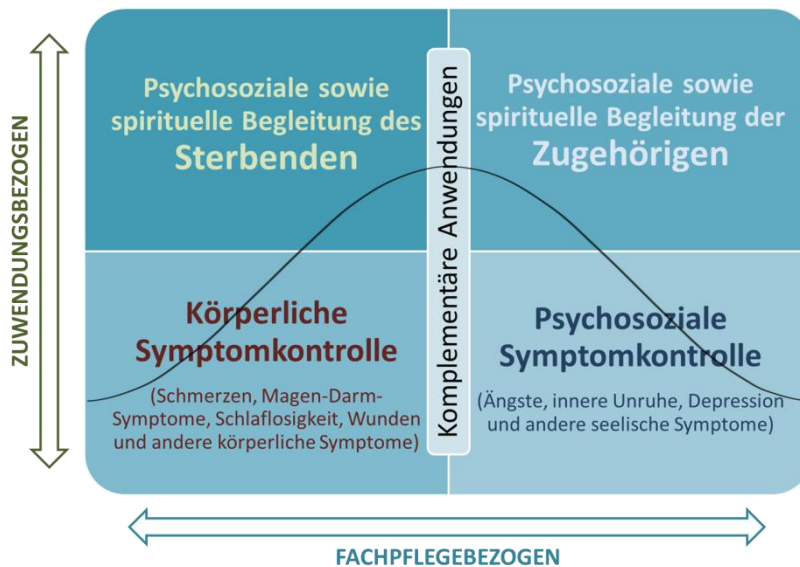 ZUWENDUNGSBEZOGEN
Psychosoziale sowie
spirituelle Begleitung des
Sterbenden
Komplementäre Anwendungen
Psychosoziale sowie
spirituelle Begleitung der
Zugehörigen
Körperliche
Symptomkontrolle
(Schmerzen, Magen-Darm-
Symptome, Schlaflosigkeit, Wunden
und andere körperliche Symptome)
Psychosoziale
Symptomkontrolle
(Ängste, innere Unruhe, Depression
und andere seelische Symptome)
FACHPFLEGEBEZOGEN